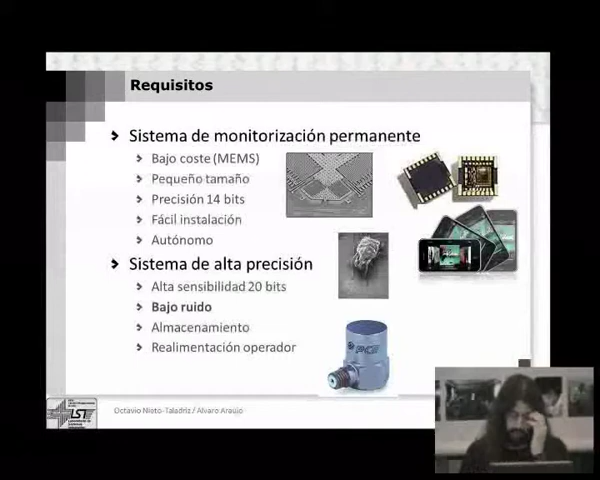 Requisitos
Sistema de monitorización permanente
Bajo coste (MEMS)
Pequeño tamaño
Precisión 14 bits
Fácil instalación
Autónomo
Sistema de alta precisión
Alta sensibilidad 20 bits
Bajo ruido
Almacenamiento
Realimentación operador
PCB
LST
Octavio Nieto-Taladriz / Alvaro Araujo